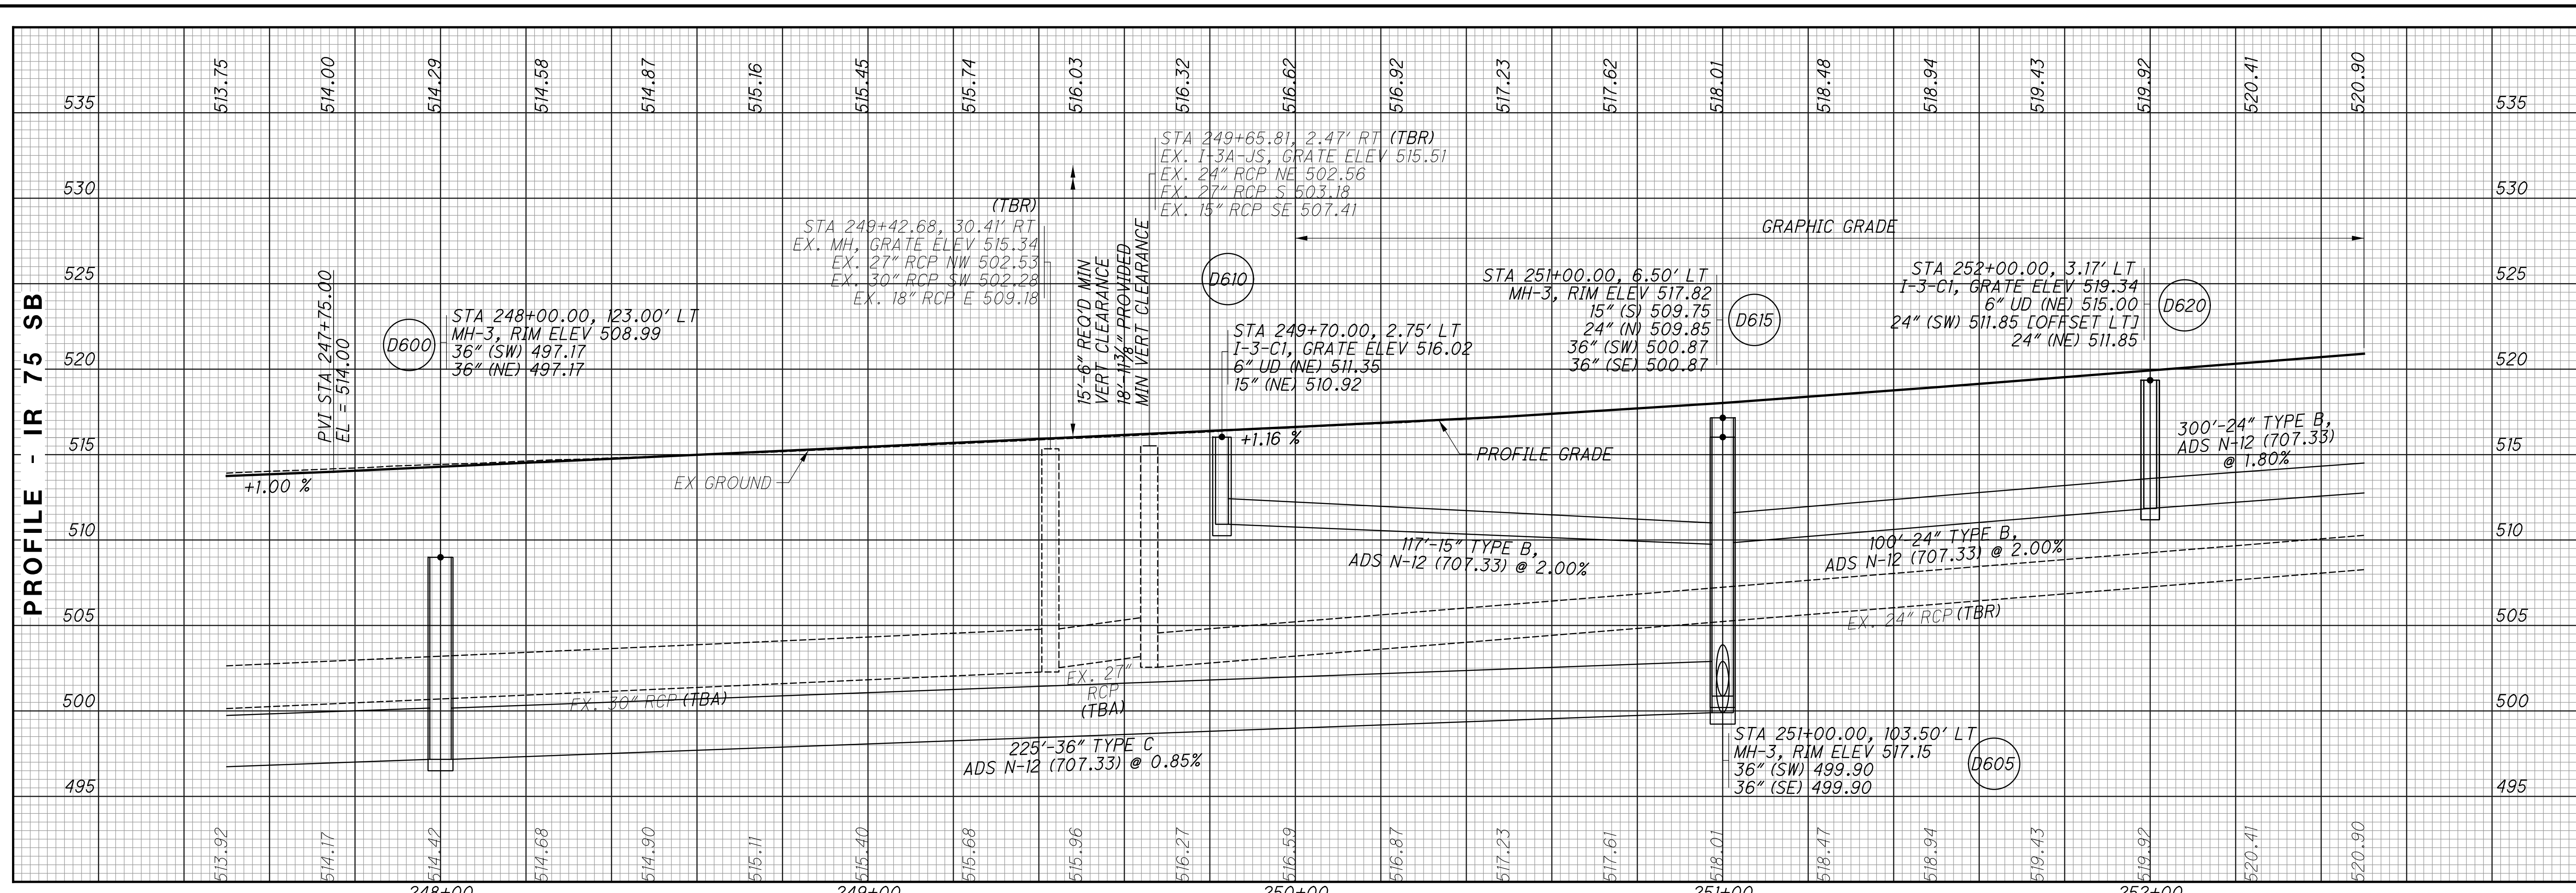 PROFILE - IR 75 SB
513.75 514.00 514.29 514.58 514.87 515.16 515.45 515.74 516.03 516.32 516.62 516.92 517.23 517.62 518.01 518.48 518.94 519.43 519.92 520.41 520.90
535 535
530 530
525 525
520 520
515 515
510 510
505 505
500 500
495 495
PVI STA 247+75.00
EL = 514.00
+1.00 %
D600
STA 248+00.00, 123.00' LT
MH-3, RIM ELEV 508.99
36" (SW) 497.17
36" (NE) 497.17
EX GROUND
(TBR)
STA 249+42.68, 30.41' RT
EX. MH, GRATE ELEV 515.34
EX. 27" RCP NW 502.53
EX. 30" RCP SW 502.28
EX. 18" RCP E 509.18
15'-6" REQ'D MIN
VERT CLEARANCE
18'-11⅜" PROVIDED
MIN VERT CLEARANCE
STA 249+65.81, 2.47' RT (TBR)
EX. I-3A-JS, GRATE ELEV 515.51
EX. 24" RCP NE 502.56
EX. 27" RCP S 503.18
EX. 15" RCP SE 507.41
D610
STA 249+70.00, 2.75' LT
I-3-C1, GRATE ELEV 516.02
6" UD (NE) 511.35
15" (NE) 510.92
+1.16 %
PROFILE GRADE
GRAPHIC GRADE
STA 251+00.00, 6.50' LT
MH-3, RIM ELEV 517.82
15" (S) 509.75
24" (N) 509.85
36" (SW) 500.87
36" (SE) 500.87
D615
STA 252+00.00, 3.17' LT
I-3-C1, GRATE ELEV 519.34
6" UD (NE) 515.00
24" (SW) 511.85 [OFFSET LT]
24" (NE) 511.85
D620
300'-24" TYPE B,
ADS N-12 (707.33)
@ 1.80%
117'-15" TYPE B,
ADS N-12 (707.33) @ 2.00%
100'-24" TYPE B,
ADS N-12 (707.33) @ 2.00%
EX. 24" RCP (TBR)
EX. 30" RCP (TBA)
EX. 27"
RCP
(TBA)
225'-36" TYPE C
ADS N-12 (707.33) @ 0.85%
STA 251+00.00, 103.50' LT
MH-3, RIM ELEV 517.15
36" (SW) 499.90
36" (SE) 499.90
D605
513.92 514.17 514.42 514.68 514.90 515.11 515.40 515.68 515.96 516.27 516.59 516.87 517.23 517.61 518.01 518.47 518.94 519.43 519.92 520.41 520.90
248+00 249+00 250+00 251+00 252+00